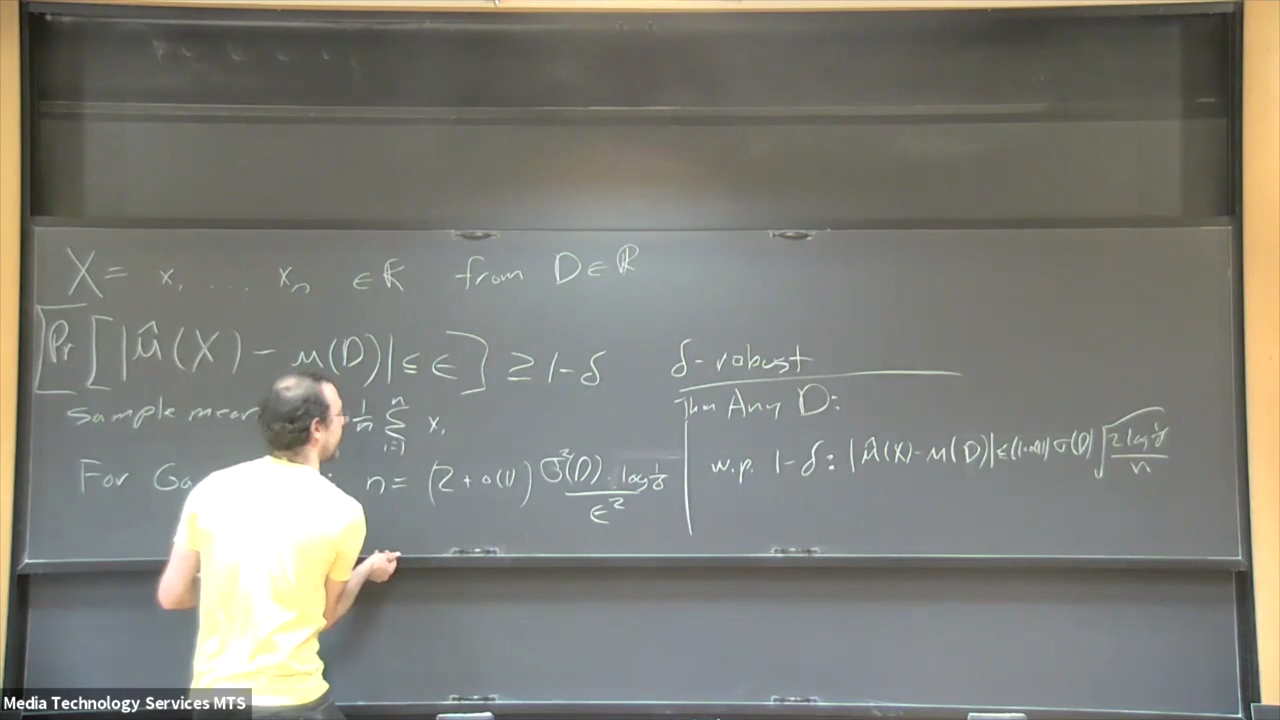 X = x₁ .... xₙ ∈ ℝ from D ∈ ℝ
Pr [ |μ̂(X) - μ(D)| ≤ ε ] ≥ 1-δ
δ-robust
Sample mean 1/n Σ_{i=1}^{n} xᵢ
For Ga n = (2+o(1)) σ²(D)·log 1/δ / ε²
Thm Any D:
w.p. 1-δ: |μ̂(X) - μ(D)| ≤ (1+o(1)) σ(D) √(2 log 1/δ / n)
Media Technology Services MTS